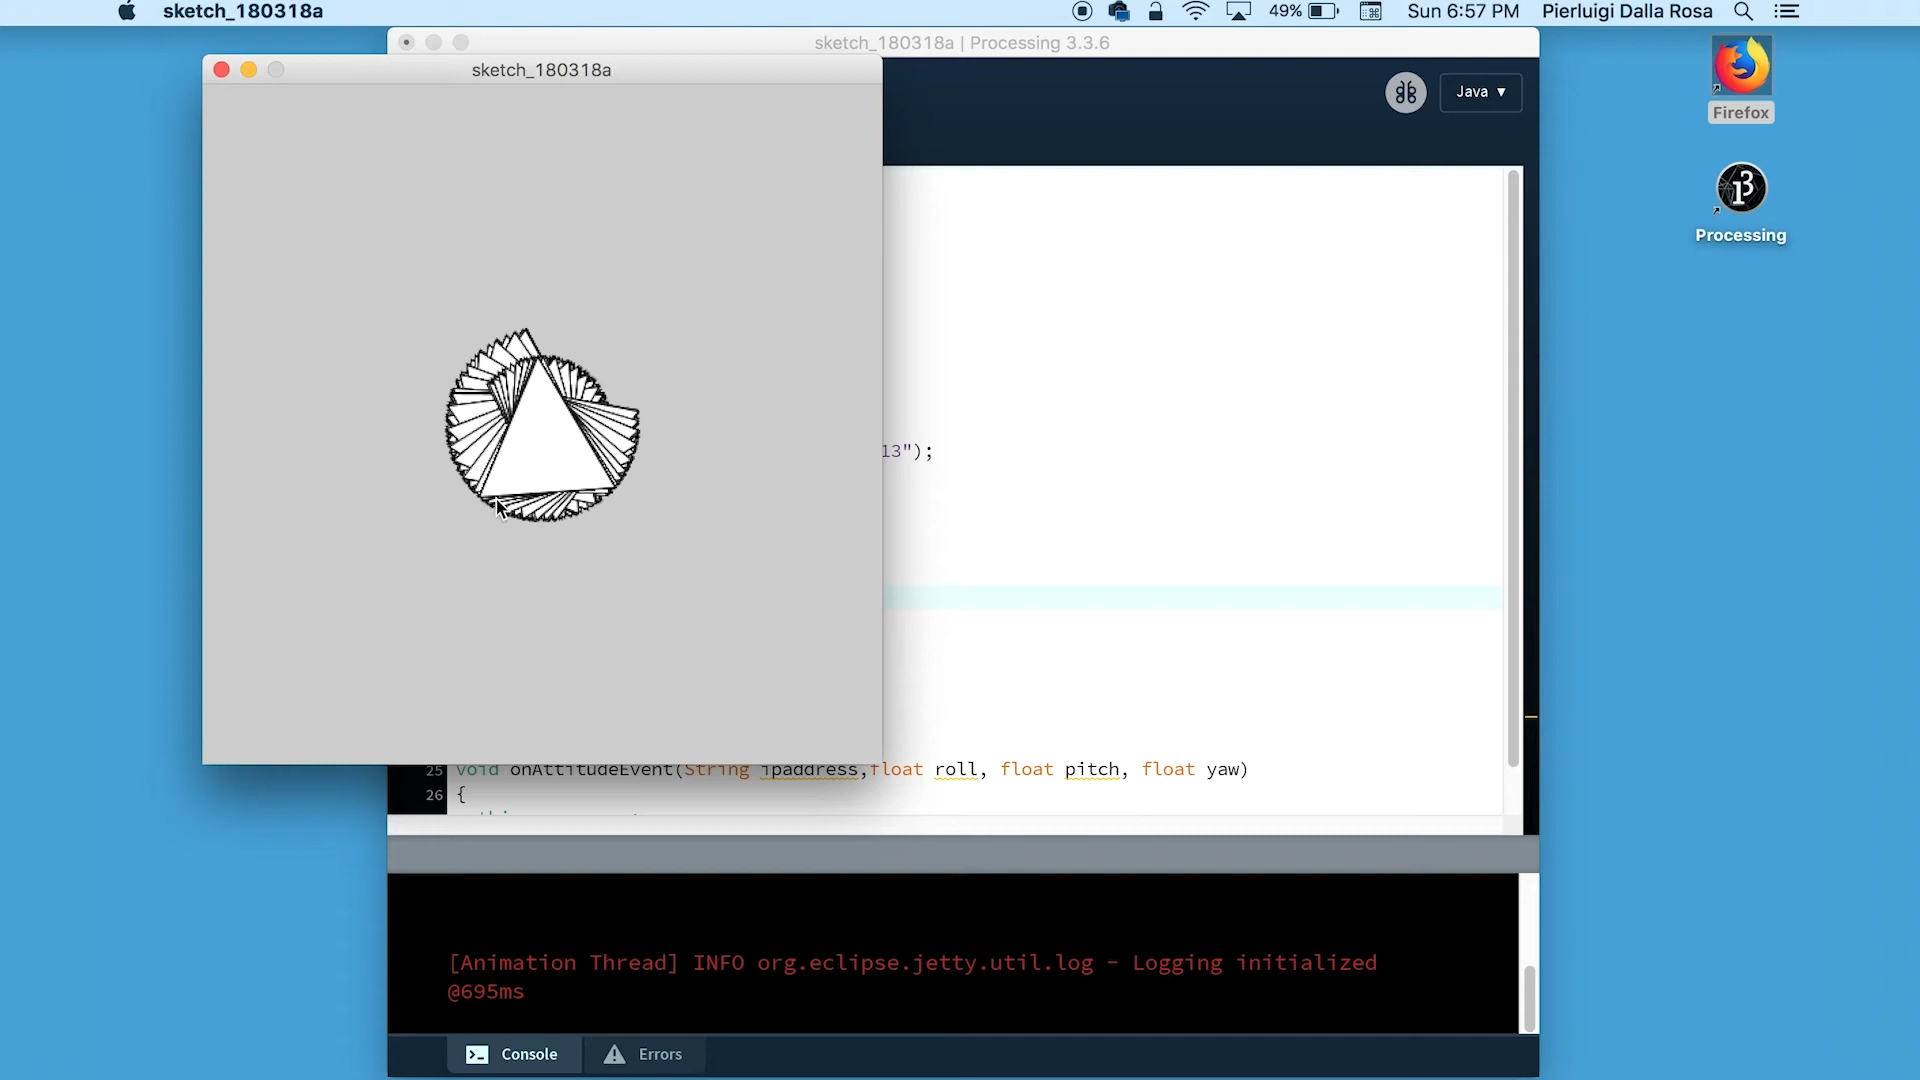 sketch_180318a
49%
Sun 6:57 PM
Pierluigi Dalla Rosa
sketch_180318a | Processing 3.3.6
sketch_180318a
Java ▼
Firefox
Processing
13");
25 void onAttitudeEvent(String ipaddress,float roll, float pitch, float yaw)
26 {
[Animation Thread] INFO org.eclipse.jetty.util.log - Logging initialized
@695ms
Console
Errors